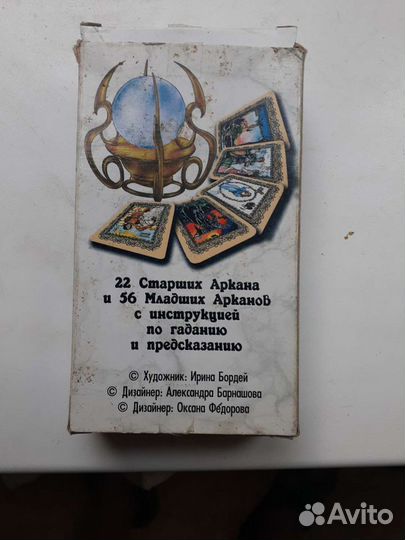 22 Старших Аркана
и 56 Младших Арканов
с инструкцией
по гаданию
и предсказанию
© Художник: Ирина Бордей
© Дизайнер: Александра Барнашова
© Дизайнер: Оксана Фёдорова
Avito